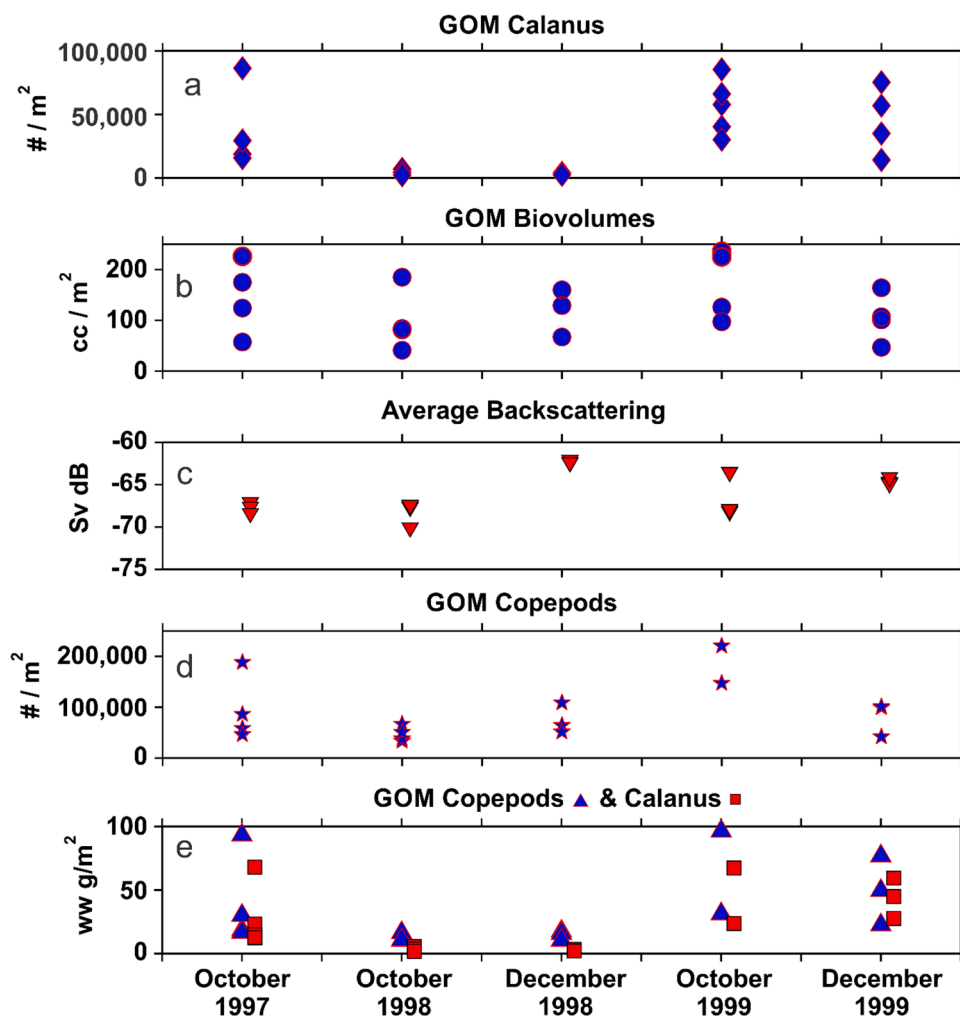 GOM Calanus
100,000
a
# / m²
50,000
0
GOM Biovolumes
200
b
cc / m²
100
0
Average Backscattering
-60
c
Sv dB
-65
-70
-75
GOM Copepods
200,000
d
# / m²
100,000
0
GOM Copepods & Calanus
100
e
ww g/m²
50
0
October October December October December
1997 1998 1998 1999 1999